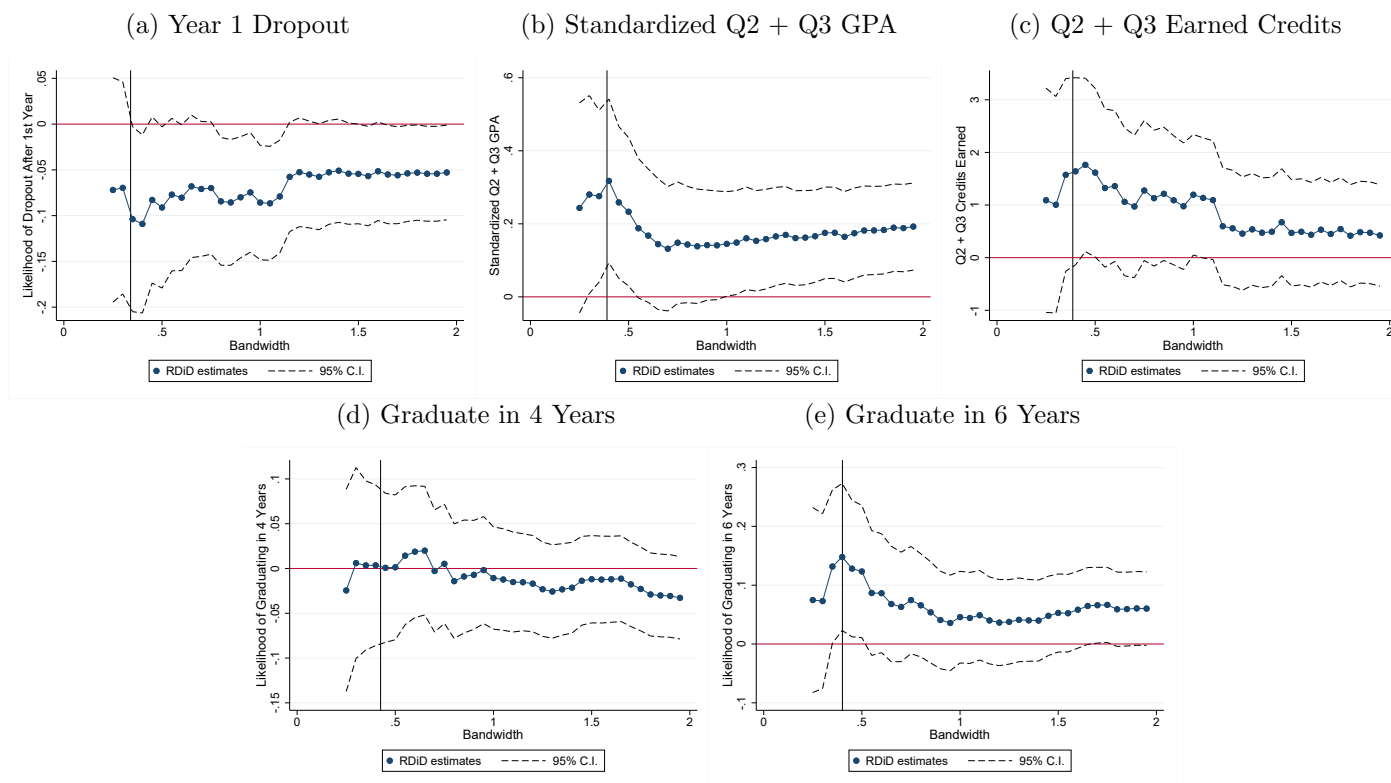 (a) Year 1 Dropout
(b) Standardized Q2 + Q3 GPA
(c) Q2 + Q3 Earned Credits
Likelihood of Dropout After 1st Year
.05
0
-.05
-.1
-.15
-.2
0 .5 1 1.5 2
Bandwidth
RDiD estimates 95% C.I.
Standardized Q2 + Q3 GPA
.6
.4
.2
0
0 .5 1 1.5 2
Bandwidth
RDiD estimates 95% C.I.
Q2 + Q3 Credits Earned
3
2
1
0
-1
0 .5 1 1.5 2
Bandwidth
RDiD estimates 95% C.I.
(d) Graduate in 4 Years
(e) Graduate in 6 Years
Likelihood of Graduating in 4 Years
.1
.05
0
-.05
-.1
-.15
0 .5 1 1.5 2
Bandwidth
RDiD estimates 95% C.I.
Likelihood of Graduating in 6 Years
.3
.2
.1
0
-.1
0 .5 1 1.5 2
Bandwidth
RDiD estimates 95% C.I.